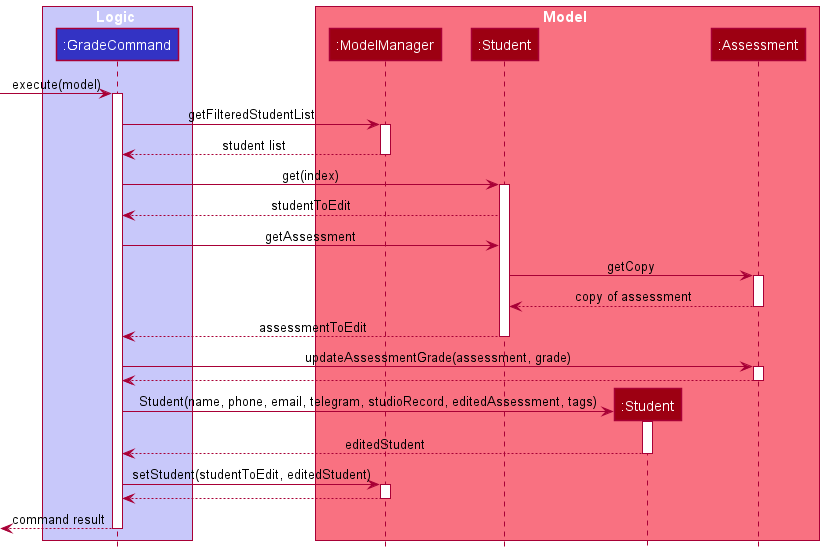 Logic
Model
:GradeCommand
:ModelManager
:Student
:Assessment
execute(model)
getFilteredStudentList
student list
get(index)
studentToEdit
getAssessment
getCopy
copy of assessment
assessmentToEdit
updateAssessmentGrade(assessment, grade)
Student(name, phone, email, telegram, studioRecord, editedAssessment, tags)
:Student
editedStudent
setStudent(studentToEdit, editedStudent)
command result